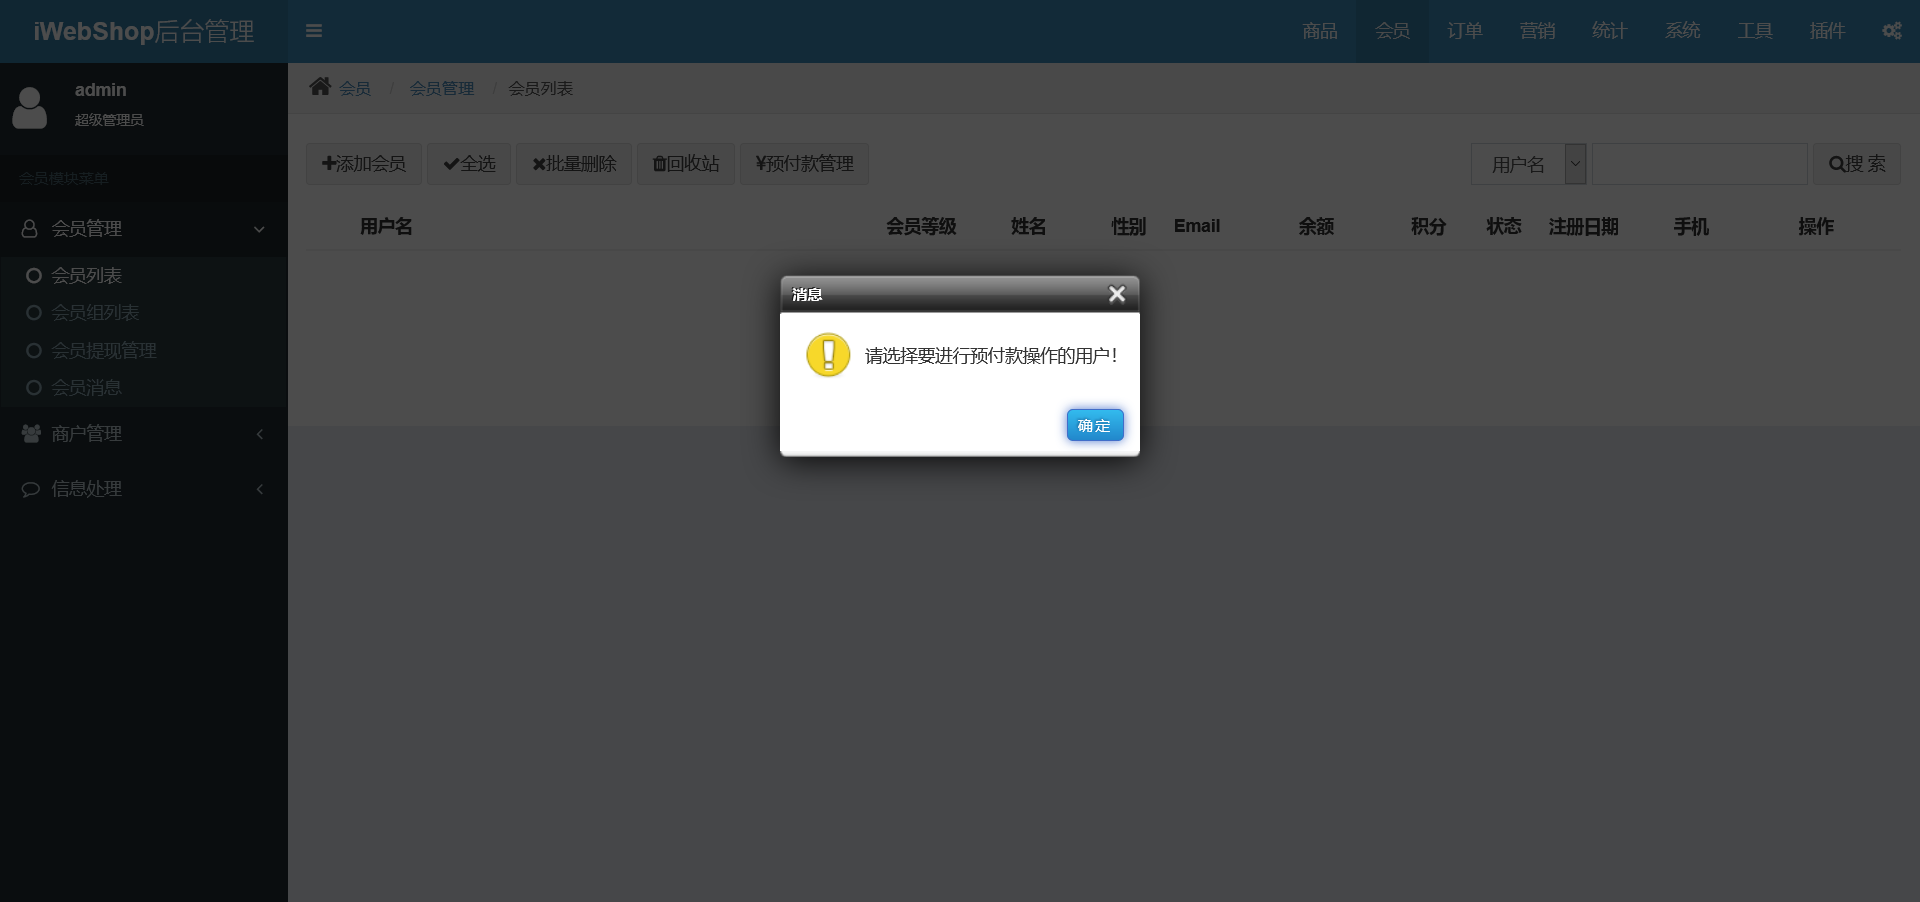 iWebShop后台管理
商品 会员 订单 营销 统计 系统 工具 插件
admin
超级管理员
会员模块菜单
会员管理
会员列表
会员组列表
会员提现管理
会员消息
商户管理
信息处理
会员 / 会员管理 / 会员列表
添加会员 全选 批量删除 回收站 ¥预付款管理 用户名 搜 索
用户名 会员等级 姓名 性别 Email 余额 积分 状态 注册日期 手机 操作
消息
请选择要进行预付款操作的用户！
确定